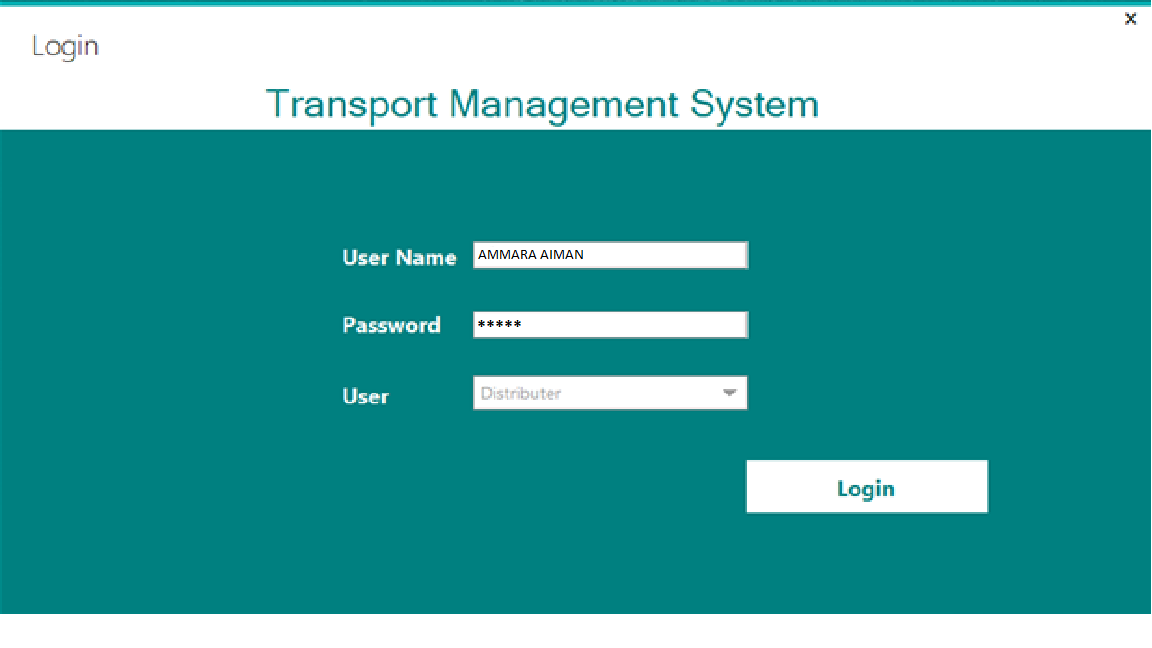 x
Login
Transport Management System
User Name AMMARA AIMAN
Password *****
User Distributer
Login